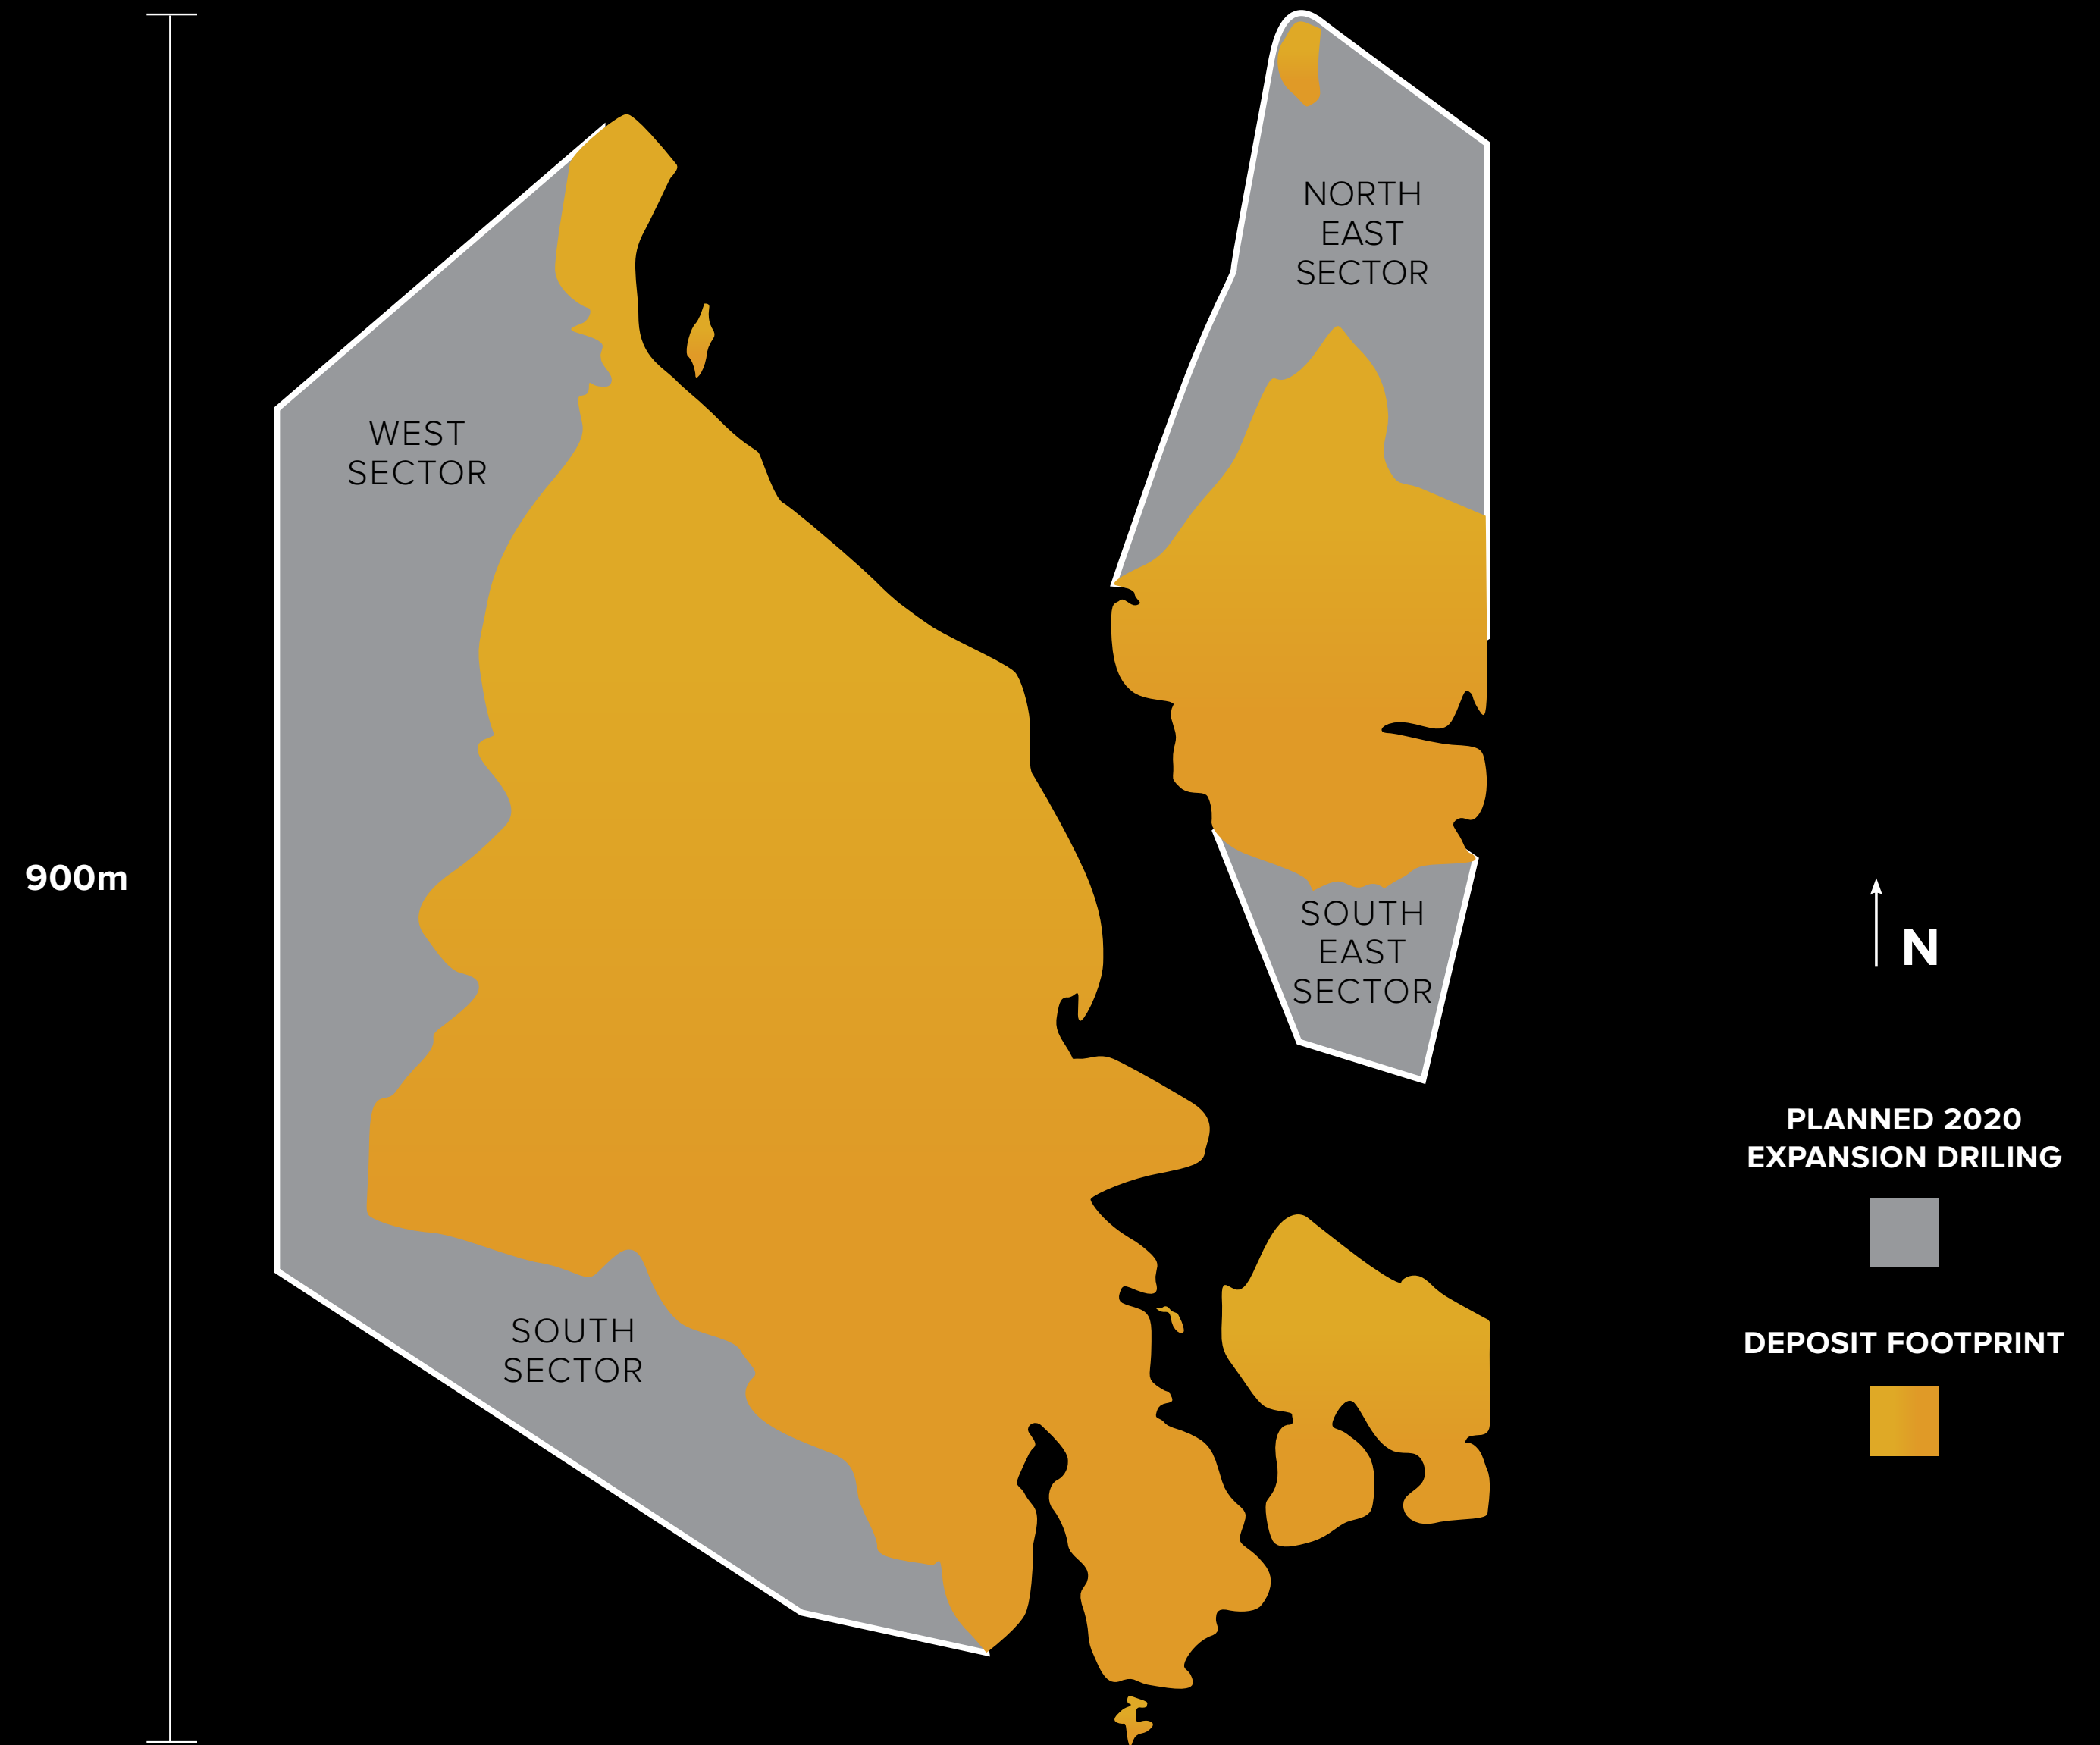 NORTH
EAST
SECTOR
WEST
SECTOR
900m
SOUTH
EAST
SECTOR
N
PLANNED 2020
EXPANSION DRILING
SOUTH
SECTOR
DEPOSIT FOOTPRINT